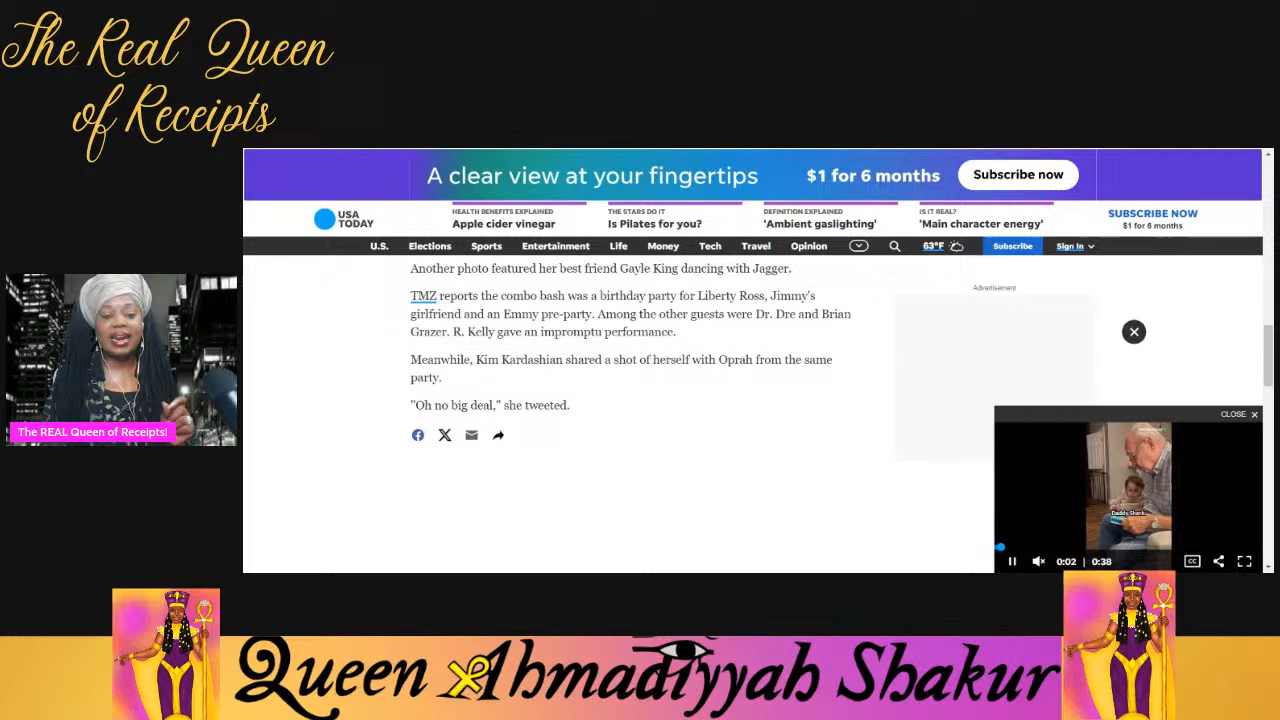 The Real Queen
of Receipts
A clear view at your fingertips
$1 for 6 months
Subscribe now
USA
TODAY
HEALTH BENEFITS EXPLAINED
Apple cider vinegar
THE STARS DO IT
Is Pilates for you?
DEFINITION EXPLAINED
'Ambient gaslighting'
IS IT REAL?
'Main character energy'
SUBSCRIBE NOW
$1 for 6 months
U.S. Elections Sports Entertainment Life Money Tech Travel Opinion 63°F Subscribe Sign In
Another photo featured her best friend Gayle King dancing with Jagger.
Advertisement
TMZ reports the combo bash was a birthday party for Liberty Ross, Jimmy's
girlfriend and an Emmy pre-party. Among the other guests were Dr. Dre and Brian
Grazer. R. Kelly gave an impromptu performance.
Meanwhile, Kim Kardashian shared a shot of herself with Oprah from the same
party.
"Oh no big deal," she tweeted.
CLOSE X
Daddy Shark
0:02 | 0:38
CC
The REAL Queen of Receipts!
Queen Ahmadiyyah Shakur